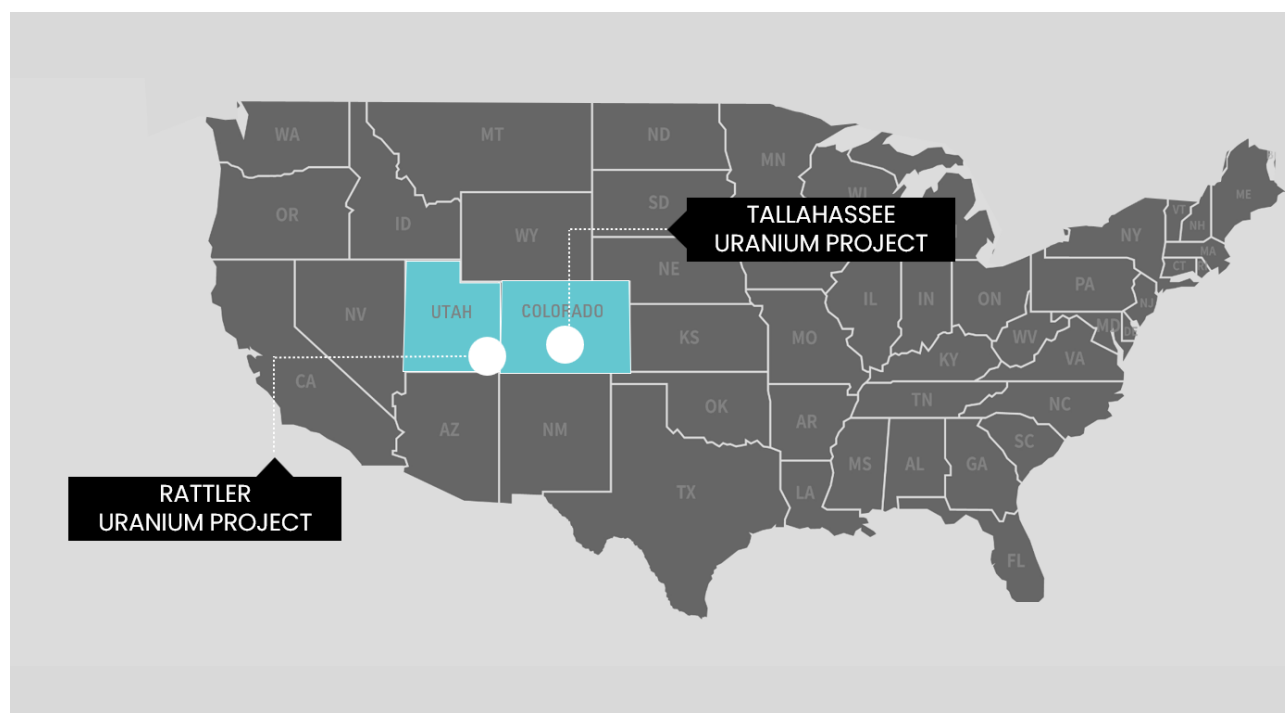 WA
MT
ND
MN
OR
ID
SD
WI
ME
VT
NH
WY
TALLAHASSEE
URANIUM PROJECT
NY
MA
CT
NE
PA
NV
UTAH
COLORADO
IL
IN
ON
NJ
KS
MO
WV
MD
KY
VA
CA
AZ
NM
OK
AR
TN
NC
SC
MS
AL
GA
TX
LA
RATTLER
URANIUM PROJECT
FL